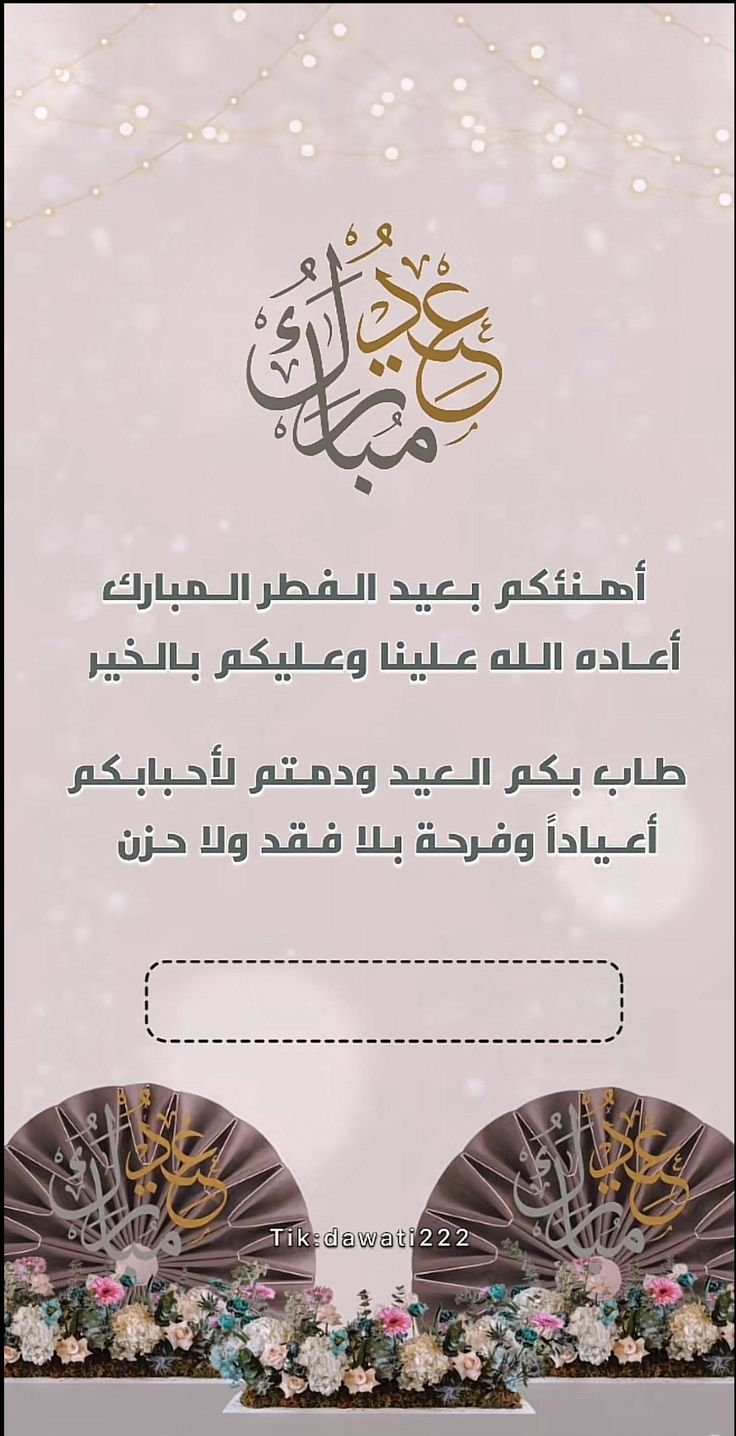 عيد
مبارك
أهنئكم بعيد الفطر المبارك
أعاده الله علينا وعليكم بالخير
طاب بكم العيد ودمتم لأحبابكم
أعياداً وفرحة بلا فقد ولا حزن
عيد
مبارك
عيد
مبارك
Tik:dawati222